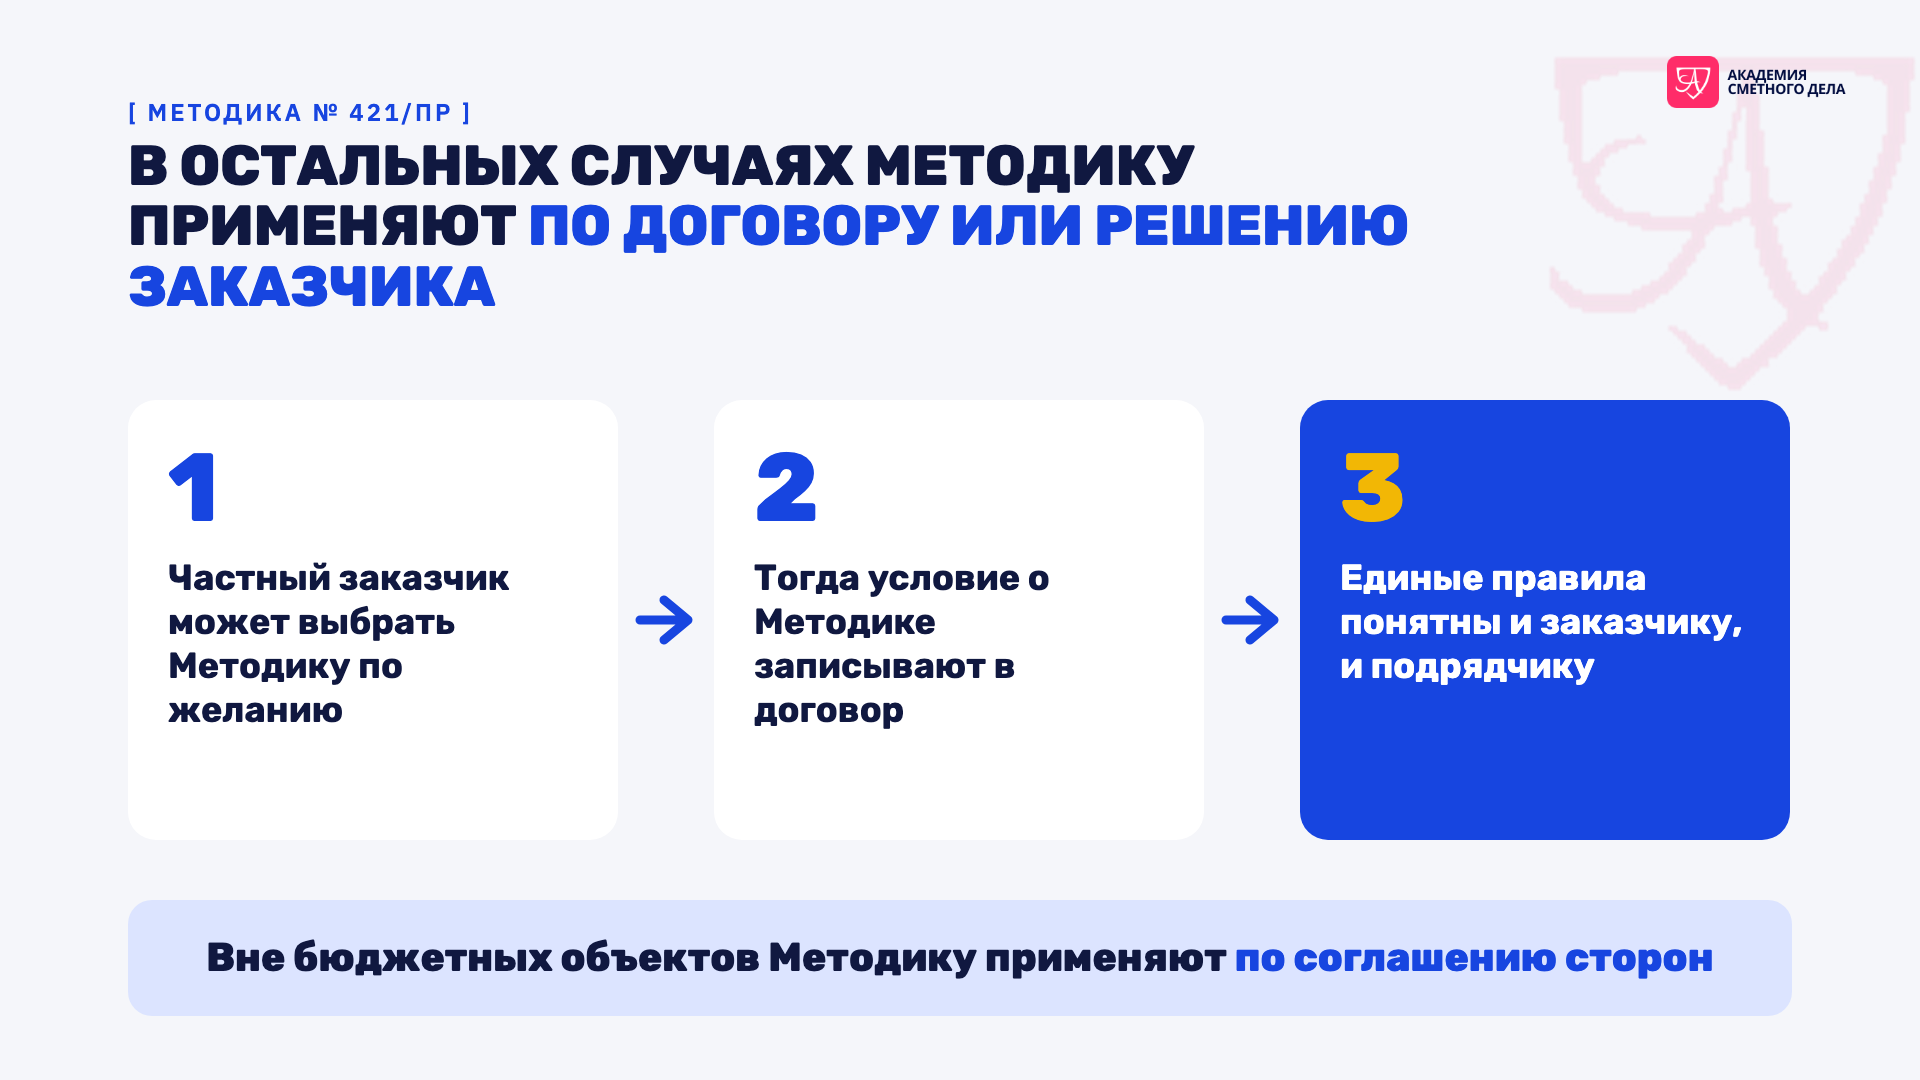 АКАДЕМИЯ
СМЕТНОГО ДЕЛА
[ МЕТОДИКА № 421/ПР ]
В ОСТАЛЬНЫХ СЛУЧАЯХ МЕТОДИКУ
ПРИМЕНЯЮТ ПО ДОГОВОРУ ИЛИ РЕШЕНИЮ
ЗАКАЗЧИКА
1
Частный заказчик
может выбрать
Методику по
желанию
2
Тогда условие о
Методике
записывают в
договор
3
Единые правила
понятны и заказчику,
и подрядчику
Вне бюджетных объектов Методику применяют по соглашению сторон